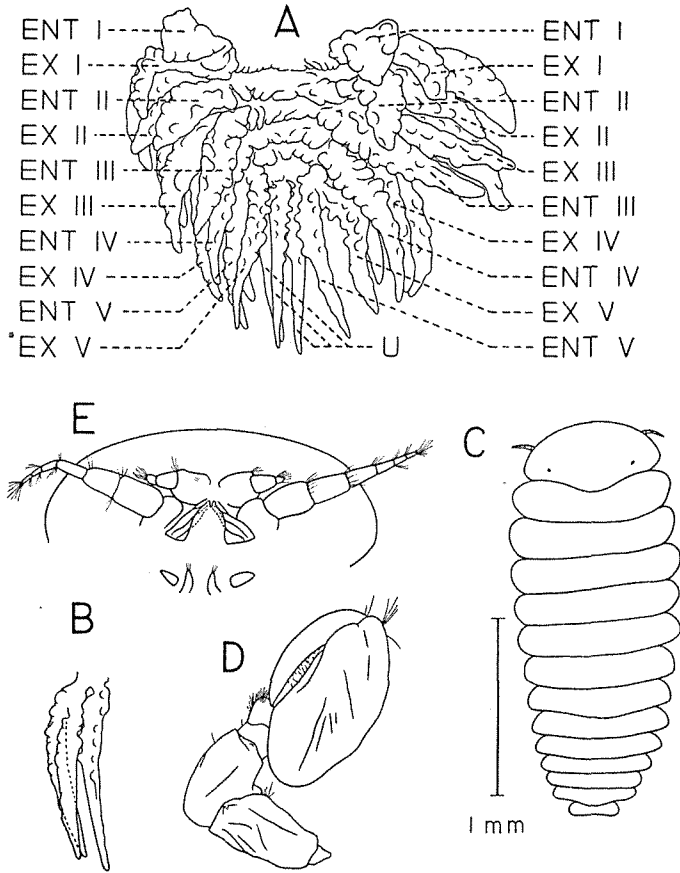 A
ENT I
EX I
ENT II
EX II
ENT III
EX III
ENT IV
EX IV
ENT V
EX V
ENT I
EX I
ENT II
EX II
EX III
ENT III
EX IV
ENT IV
EX V
ENT V
U
E
C
B
D
1 mm